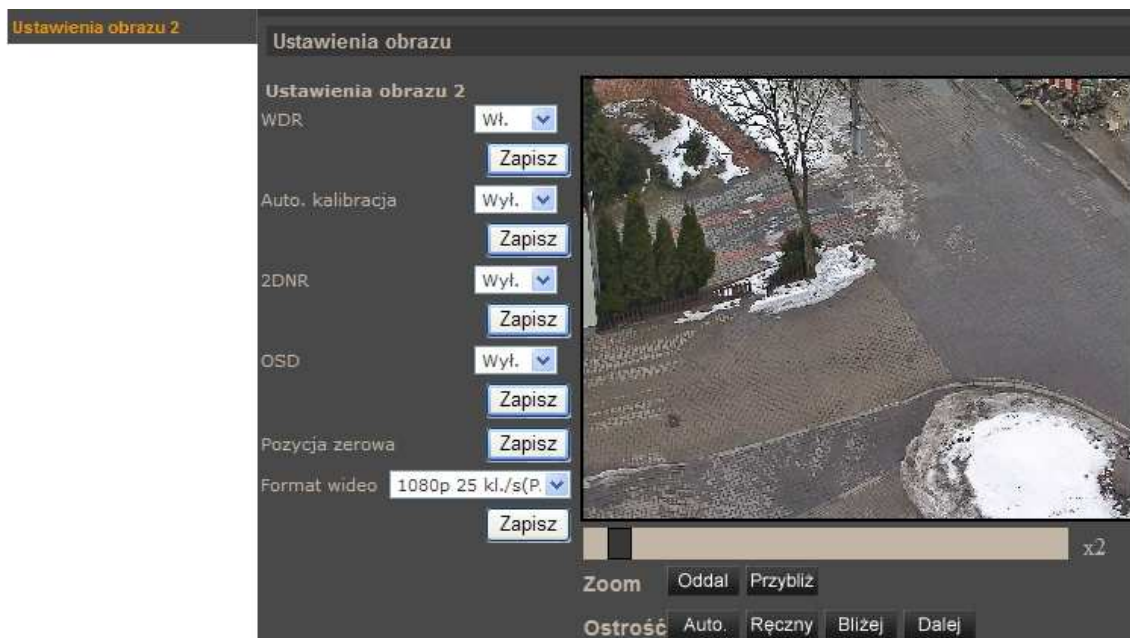 Ustawienia obrazu 2
Ustawienia obrazu
Ustawienia obrazu 2
WDR Wł.
Zapisz
Auto. kalibracja Wył.
Zapisz
2DNR Wył.
Zapisz
OSD Wył.
Zapisz
Pozycja zerowa Zapisz
Format wideo 1080p 25 kl./s(P.
Zapisz
x2
Zoom Oddal Przybliż
Ostrość Auto. Ręczny Bliżej Dalej